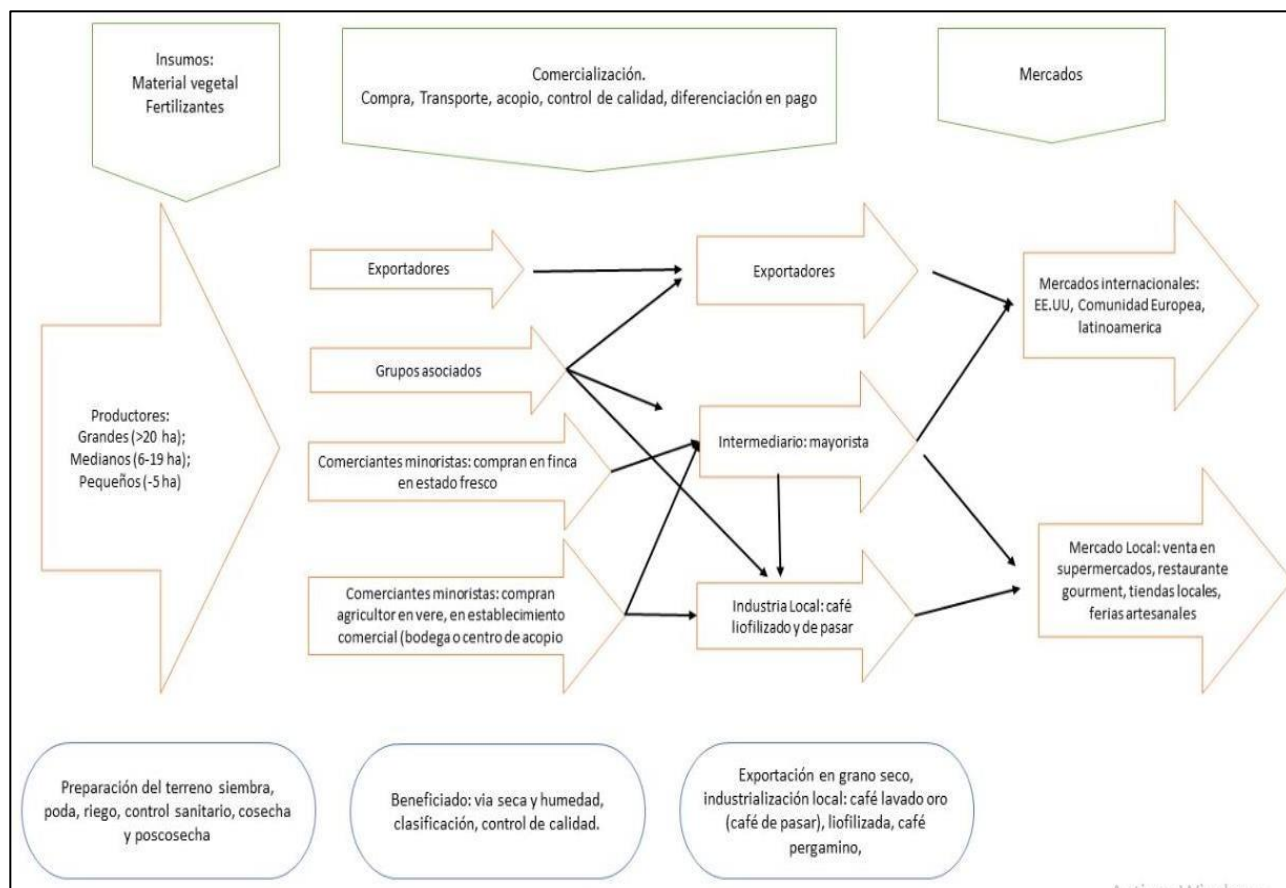 Insumos:
Material vegetal
Fertilizantes
Comercialización.
Compra, Transporte, acopio, control de calidad, diferenciación en pago
Mercados
Productores:
Grandes (>20 ha);
Medianos (6-19 ha);
Pequeños (-5 ha)
Exportadores
Grupos asociados
Comerciantes minoristas: compran en finca
en estado fresco
Comerciantes minoristas: compran
agricultor en vere, en establecimiento
comercial (bodega o centro de acopio
Exportadores
Intermediario: mayorista
Industria Local: café
liofilizado y de pasar
Mercados internacionales:
EE.UU, Comunidad Europea,
latinoamerica
Mercado Local: venta en
supermercados, restaurante
gourment, tiendas locales,
ferias artesanales
Preparación del terreno siembra,
poda, riego, control sanitario, cosecha
y poscosecha
Beneficiado: via seca y humedad,
clasificación, control de calidad.
Exportación en grano seco,
industrialización local: café lavado oro
(café de pasar), liofilizada, café
pergamino,